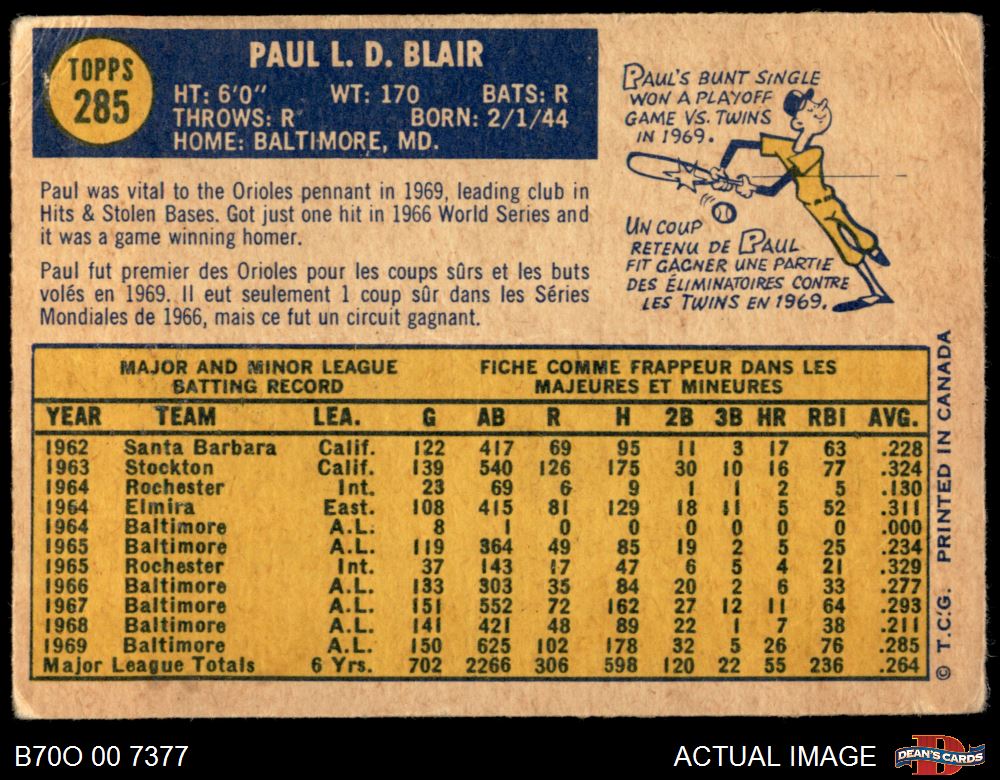 TOPPS
285
PAUL L. D. BLAIR
HT: 6'0" WT: 170 BATS: R
THROWS: R BORN: 2/1/44
HOME: BALTIMORE, MD.
Paul was vital to the Orioles pennant in 1969, leading club in
Hits & Stolen Bases. Got just one hit in 1966 World Series and
it was a game winning homer.
Paul fut premier des Orioles pour les coups sûrs et les buts
volés en 1969. Il eut seulement 1 coup sûr dans les Séries
Mondiales de 1966, mais ce fut un circuit gagnant.
PAUL'S BUNT SINGLE
WON A PLAYOFF
GAME VS. TWINS
IN 1969.
UN COUP
RETENU DE PAUL
FIT GAGNER UNE PARTIE
DES ÉLIMINATOIRES CONTRE
LES TWINS EN 1969.
MAJOR AND MINOR LEAGUE
BATTING RECORD
FICHE COMME FRAPPEUR DANS LES
MAJEURES ET MINEURES
YEAR TEAM LEA. G AB R H 2B 3B HR RBI AVG.
1962 Santa Barbara Calif. 122 417 69 95 11 3 17 63 .228
1963 Stockton Calif. 139 540 126 175 30 10 16 77 .324
1964 Rochester Int. 23 69 6 9 1 1 2 5 .130
1964 Elmira East. 108 415 81 129 18 11 5 52 .311
1964 Baltimore A.L. 8 1 0 0 0 0 0 0 .000
1965 Baltimore A.L. 119 364 49 85 19 2 5 25 .234
1965 Rochester Int. 37 143 17 47 6 5 4 21 .329
1966 Baltimore A.L. 133 303 35 84 20 2 6 33 .277
1967 Baltimore A.L. 151 552 72 162 27 12 11 64 .293
1968 Baltimore A.L. 141 421 48 89 22 1 7 38 .211
1969 Baltimore A.L. 150 625 102 178 32 5 26 76 .285
Major League Totals 6 Yrs. 702 2266 306 598 120 22 55 236 .264
© T.C.G. PRINTED IN CANADA
B70O 00 7377
ACTUAL IMAGE
D
DEAN'S CARDS